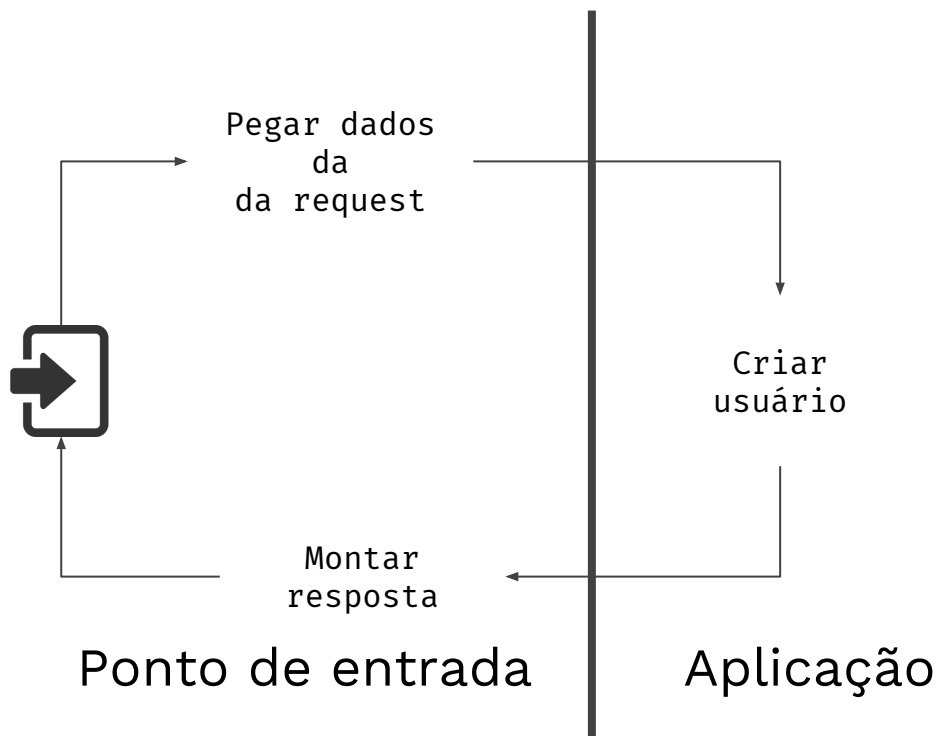 Pegar dados
da
da request
Criar
usuário
Montar
resposta
Ponto de entrada
Aplicação